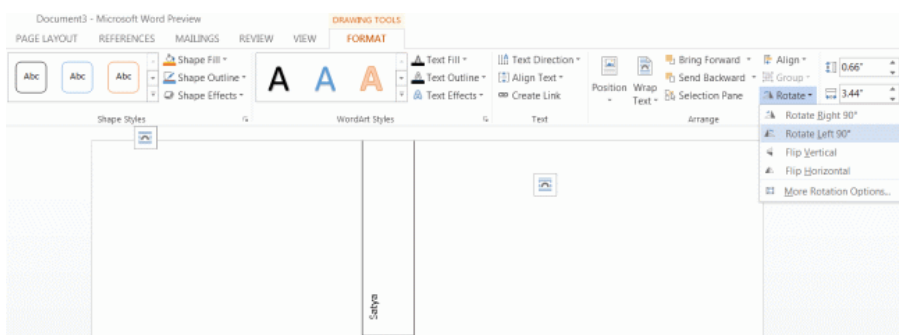 Document3 - Microsoft Word Preview
DRAWING TOOLS
PAGE LAYOUT REFERENCES MAILINGS REVIEW VIEW FORMAT
Abc Abc Abc
Shape Fill
Shape Outline
Shape Effects
Shape Styles
A A A
Text Fill
Text Outline
Text Effects
WordArt Styles
Text Direction
Align Text
Create Link
Text
Position
Wrap Text
Bring Forward
Send Backward
Selection Pane
Align
Group
Rotate
Arrange
0.66"
3.44"
Rotate Right 90°
Rotate Left 90°
Flip Vertical
Flip Horizontal
More Rotation Options...
Satya